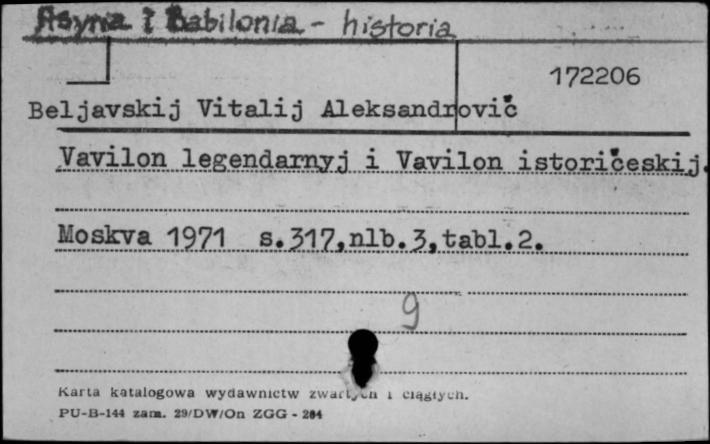 Asyria i Babilonia - historia
172206
Beljavskij Vitalij Aleksandrovič
Vavilon legendarnyj i Vavilon istoričeskij.
Moskva 1971 s.317,nlb.3,tabl.2.
9
Karta katalogowa wydawnictw zwartych i ciągłych.
PU-B-144 zam. 29/DW/On ZGG - 284